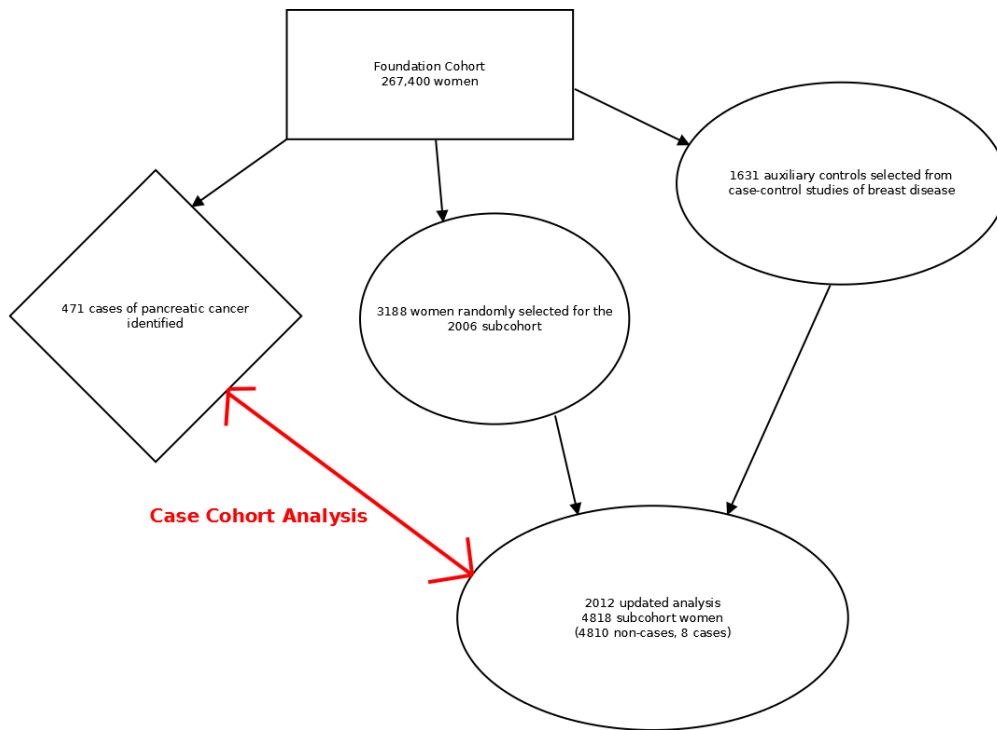 Foundation Cohort
267,400 women
1631 auxiliary controls selected from
case-control studies of breast disease
471 cases of pancreatic cancer
identified
3188 women randomly selected for the
2006 subcohort
Case Cohort Analysis
2012 updated analysis
4818 subcohort women
(4810 non-cases, 8 cases)